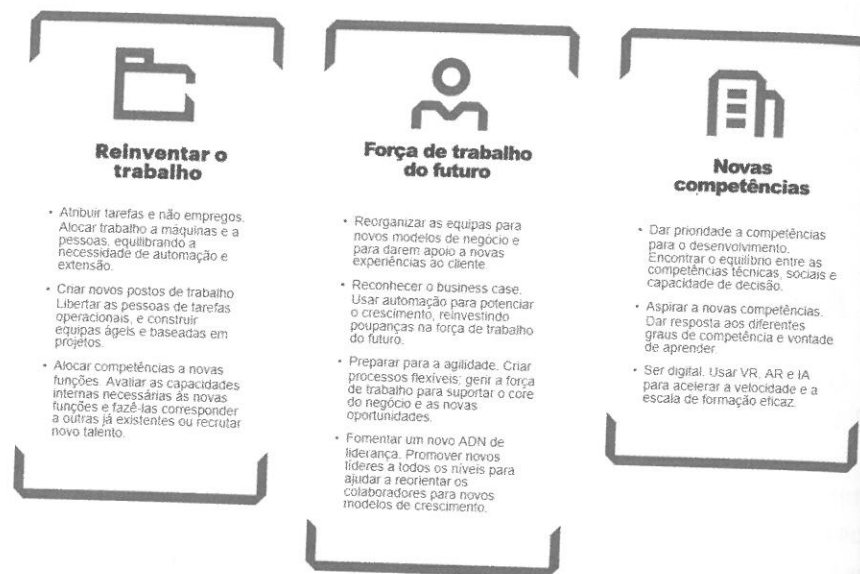 Reinventar o
trabalho
• Atribuir tarefas e não empregos.
Alocar trabalho a máquinas e a
pessoas, equilibrando a
necessidade de automação e
extensão.
• Criar novos postos de trabalho
Libertar as pessoas de tarefas
operacionais, e construir
equipas ágeis e baseadas em
projetos.
• Alocar competências a novas
funções. Avaliar as capacidades
internas necessárias às novas
funções e fazê-las corresponder
a outras já existentes ou recrutar
novo talento.
Força de trabalho
do futuro
• Reorganizar as equipas para
novos modelos de negócio e
para darem apoio a novas
experiências ao cliente.
• Reconhecer o business case.
Usar automação para potenciar
o crescimento, reinvestindo
poupanças na força de trabalho
do futuro.
• Preparar para a agilidade. Criar
processos flexíveis; gerir a força
de trabalho para suportar o core
do negócio e as novas
oportunidades.
• Fomentar um novo ADN de
liderança. Promover novos
líderes a todos os níveis para
ajudar a reorientar os
colaboradores para novos
modelos de crescimento.
Novas
competências
• Dar prioridade a competências
para o desenvolvimento.
Encontrar o equilíbrio entre as
competências técnicas, sociais e
capacidade de decisão.
• Aspirar a novas competências.
Dar resposta aos diferentes
graus de competência e vontade
de aprender.
• Ser digital. Usar VR, AR e IA
para acelerar a velocidade e a
escala de formação eficaz.